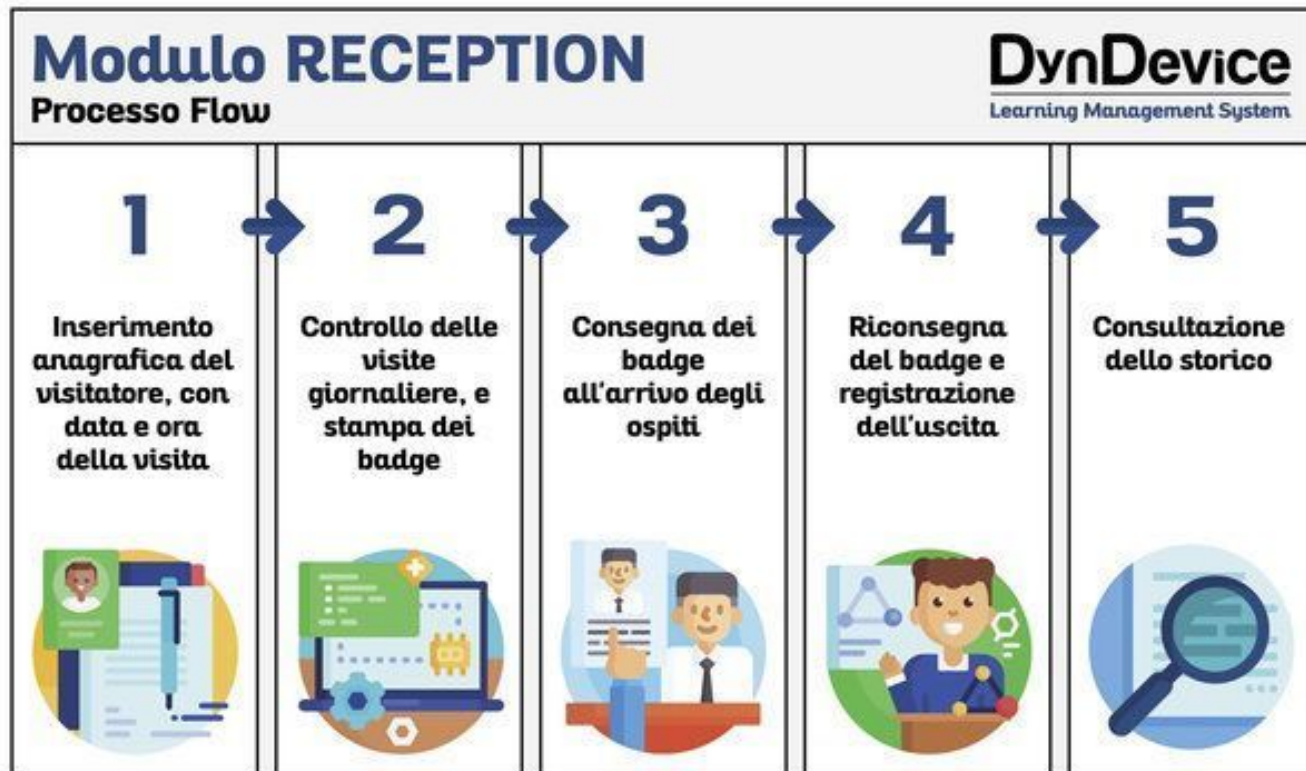 Modulo RECEPTION
Processo Flow
DynDevice
Learning Management System
1
Inserimento
anagrafica del
visitatore, con
data e ora
della visita
2
Controllo delle
visite
giornaliere, e
stampa dei
badge
3
Consegna dei
badge
all'arrivo degli
ospiti
4
Riconsegna
del badge e
registrazione
dell'uscita
5
Consultazione
dello storico